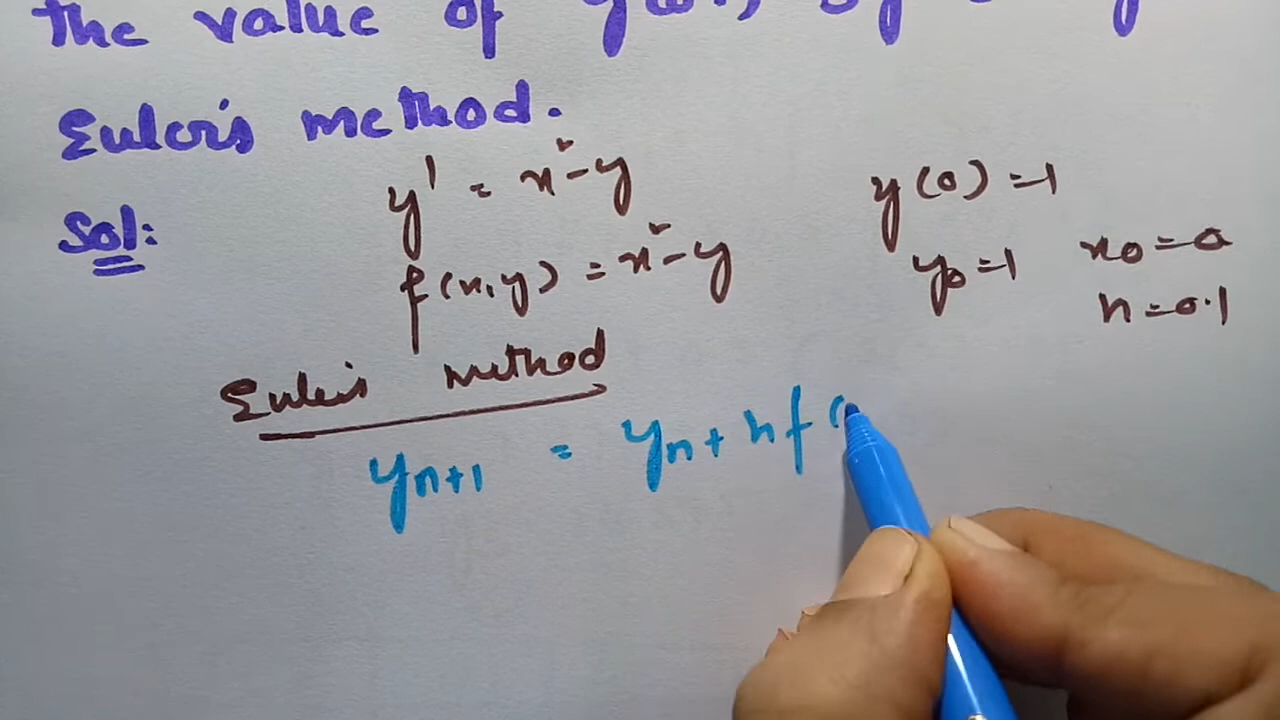 the value of
Euler's method.
Sol:
y' = x² - y
y(0) = 1
f(x, y) = x² - y
y₀ = 1
x₀ = 0
h = 0.1
Euler's method
yₙ₊₁ = yₙ + h f (